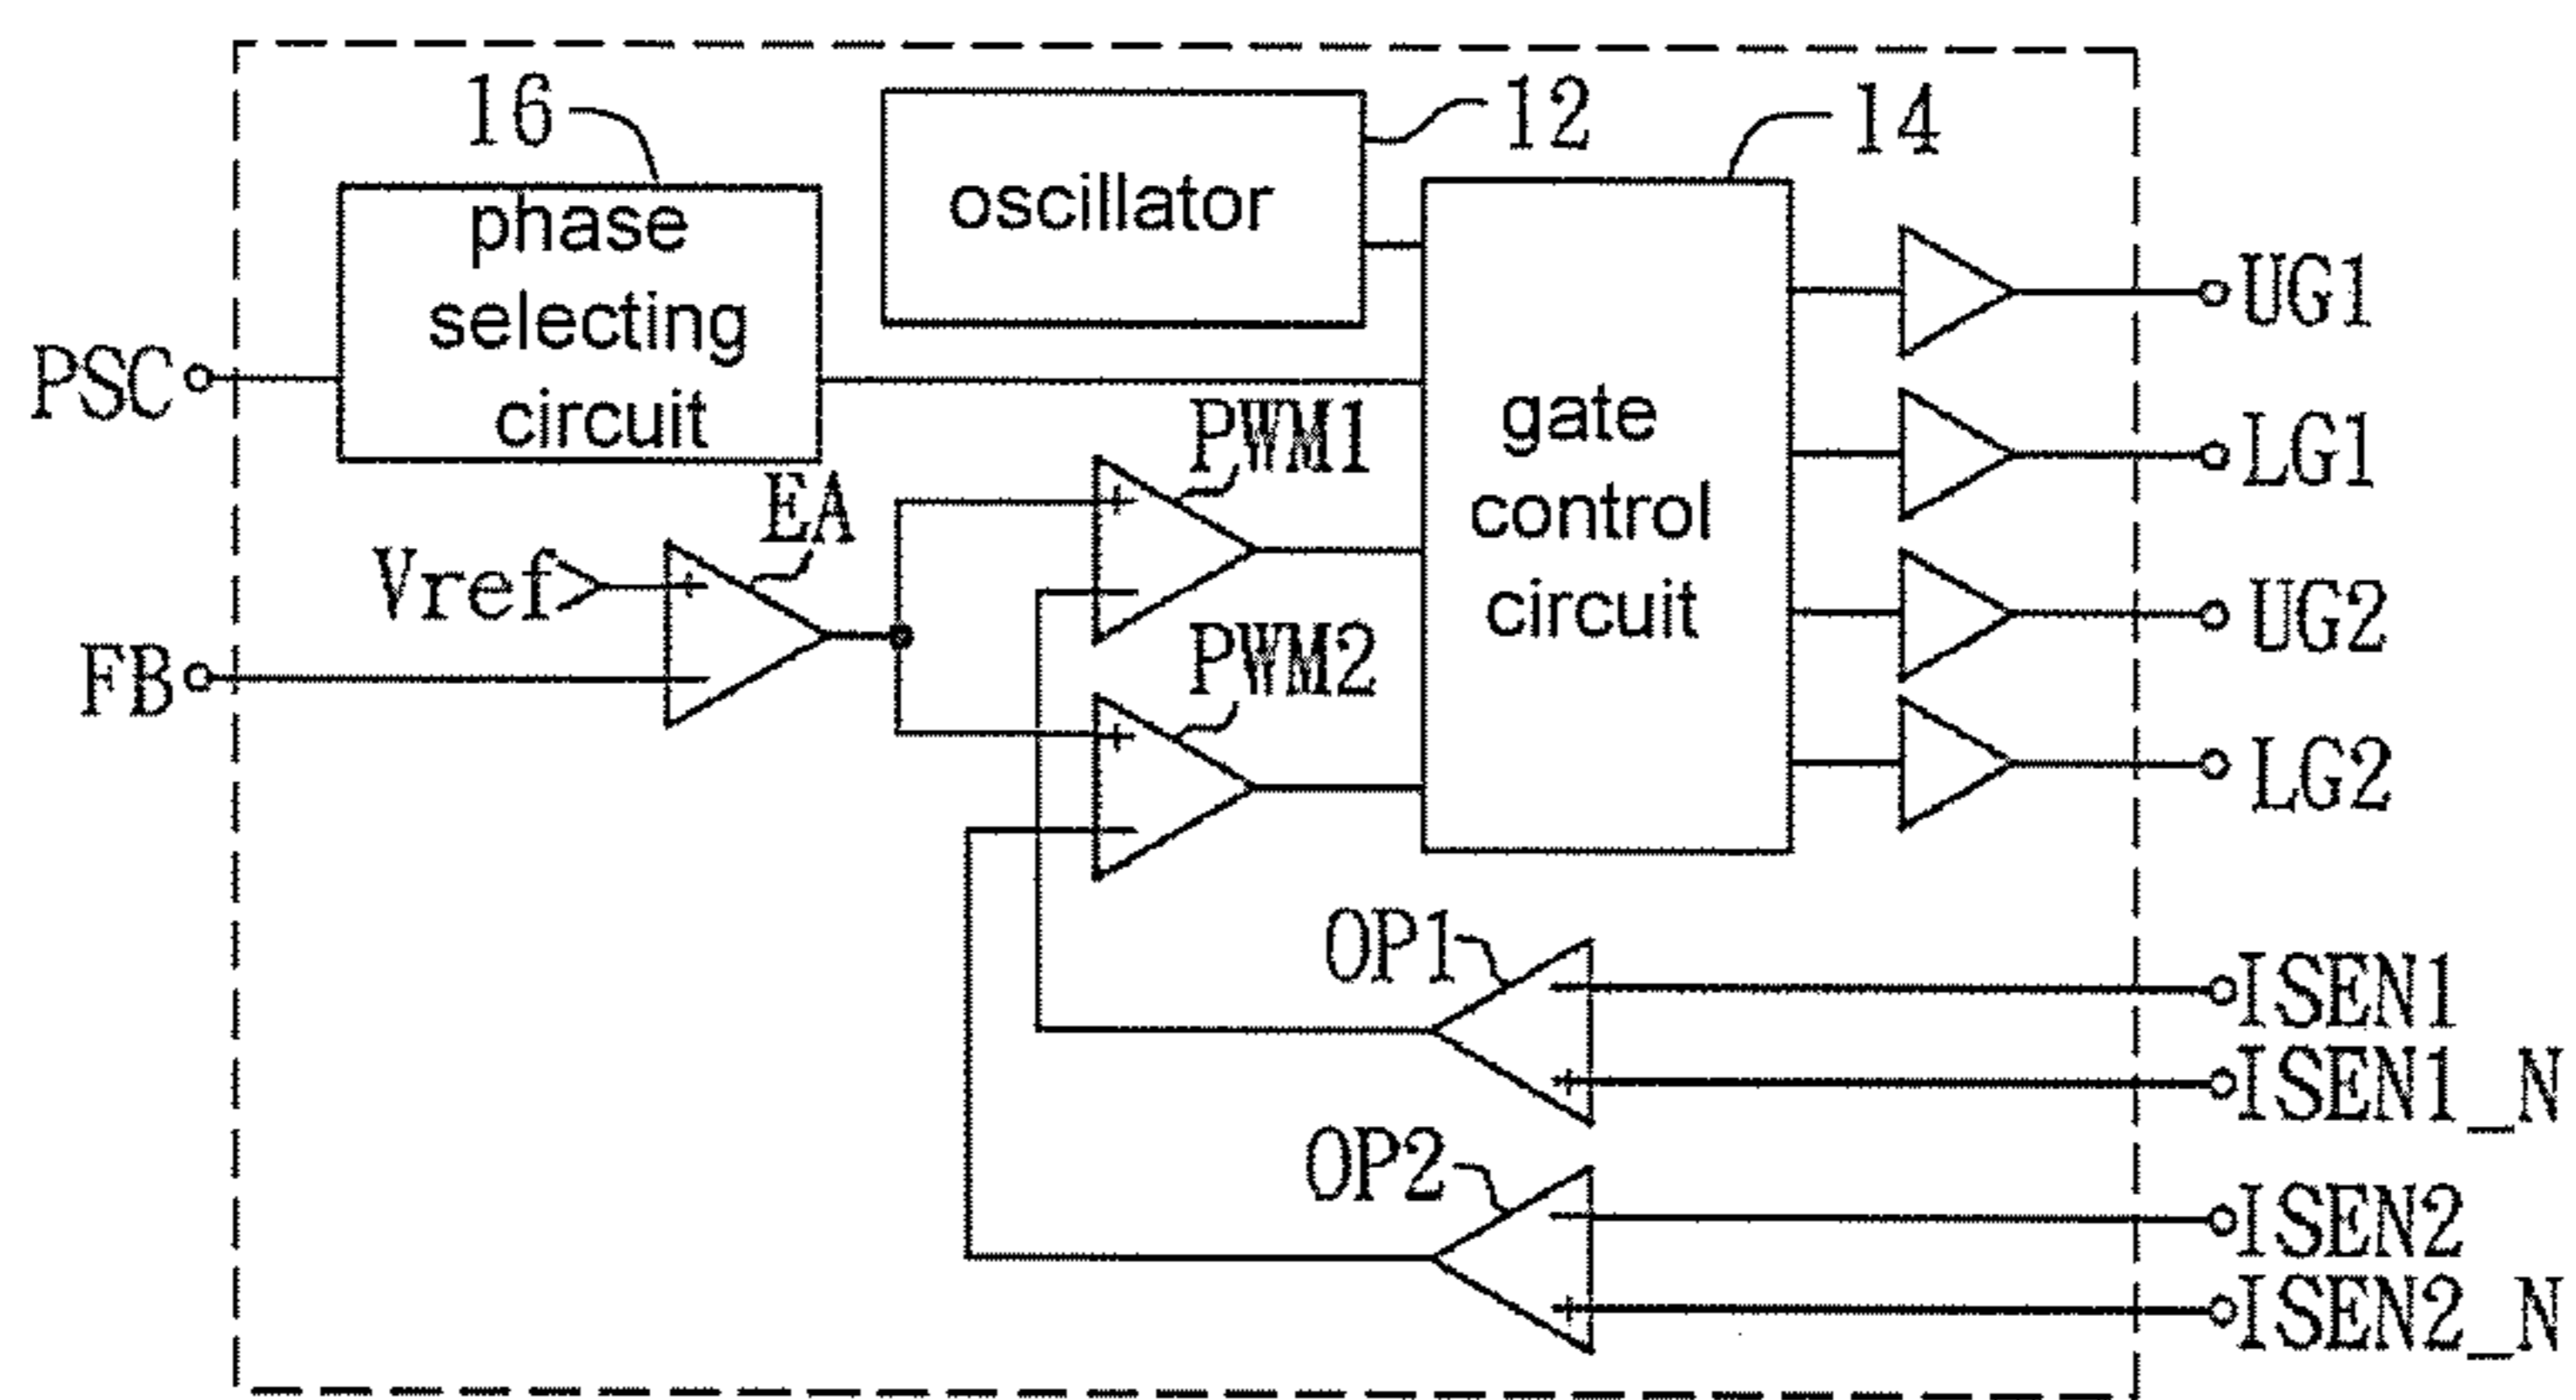 16
12
14
phase
selecting
circuit
oscillator
gate
control
circuit
PSC
FB
Vref
EA
+
-
PWM1
+
-
PWM2
+
-
UG1
LG1
UG2
LG2
OP1
-
+
OP2
-
+
ISEN1
ISEN1_N
ISEN2
ISEN2_N